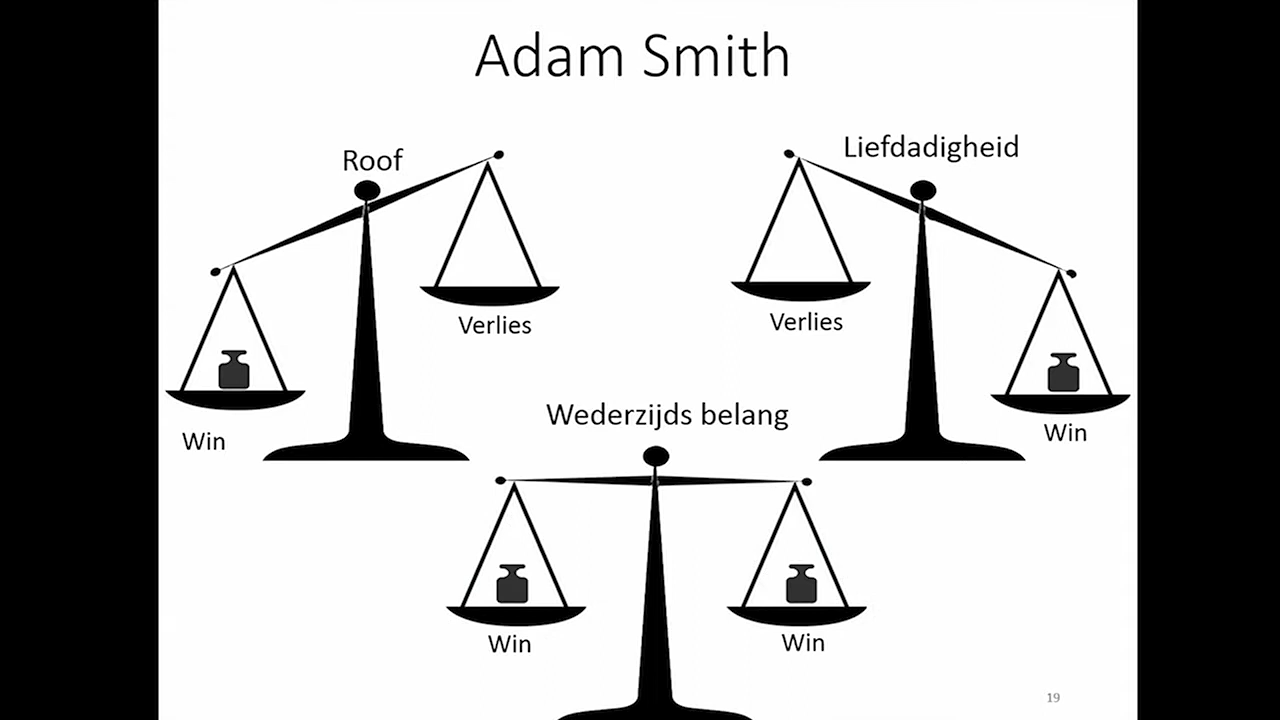 Adam Smith
Roof
Liefdadigheid
Verlies
Verlies
Win
Win
Wederzijds belang
Win
Win
19